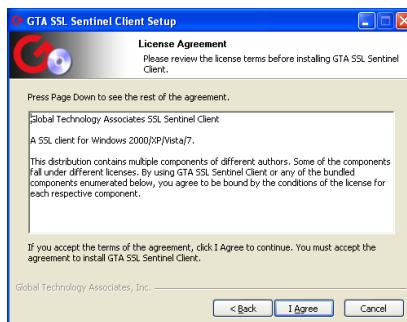 GTA SSL Sentinel Client Setup
License Agreement
Please review the license terms before installing GTA SSL Sentinel
Client.
Press Page Down to see the rest of the agreement.
Global Technology Associates SSL Sentinel Client
A SSL client for Windows 2000/XP/Vista/7.
This distribution contains multiple components of different authors. Some of the components
fall under different licenses. By using GTA SSL Sentinel Client or any of the bundled
components enumerated below, you agree to be bound by the conditions of the license for
each respective component.
If you accept the terms of the agreement, click I Agree to continue. You must accept the
agreement to install GTA SSL Sentinel Client.
Global Technology Associates, Inc.
< Back I Agree Cancel